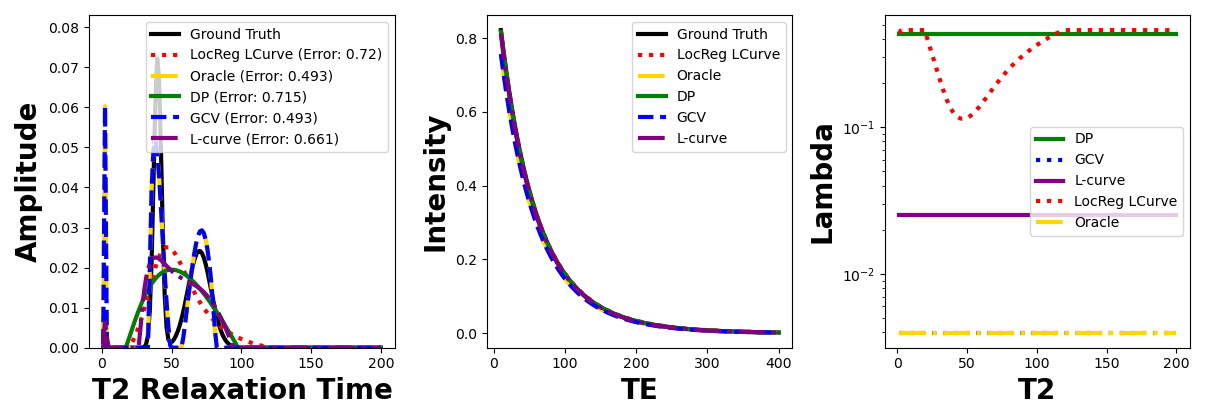 Amplitude
0.08
0.07
0.06
0.05
0.04
0.03
0.02
0.01
0.00
0 50 100 150 200
T2 Relaxation Time
Ground Truth
LocReg LCurve (Error: 0.72)
Oracle (Error: 0.493)
DP (Error: 0.715)
GCV (Error: 0.493)
L-curve (Error: 0.661)
Intensity
0.8
0.6
0.4
0.2
0.0
0 100 200 300 400
TE
Ground Truth
LocReg LCurve
Oracle
DP
GCV
L-curve
Lambda
10⁻¹
10⁻²
0 50 100 150 200
T2
DP
GCV
L-curve
LocReg LCurve
Oracle